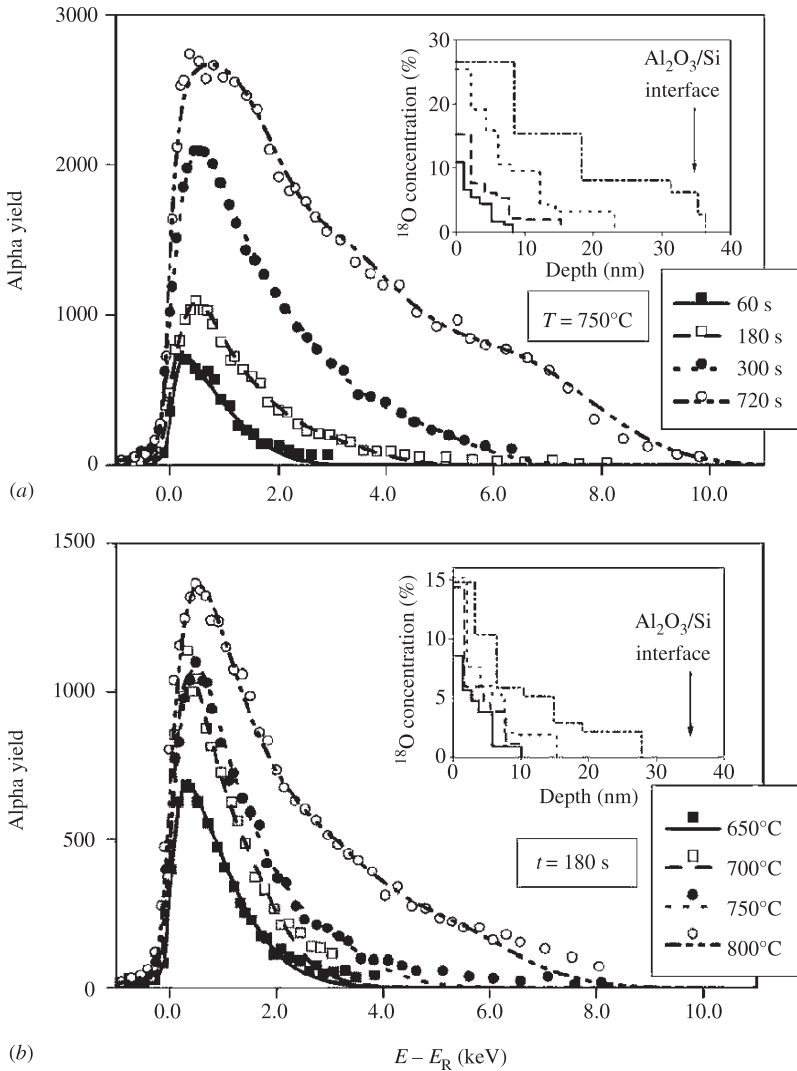 3000
2000
1000
0
Alpha yield
0.0 2.0 4.0 6.0 8.0 10.0
30
20
10
0
¹⁸O concentration (%)
0 10 20 30 40
Depth (nm)
Al₂O₃/Si
interface
T = 750°C
60 s
180 s
300 s
720 s
(a)
1500
1000
500
0
Alpha yield
0.0 2.0 4.0 6.0 8.0 10.0
E – E_R (keV)
15
10
5
0
¹⁸O concentration (%)
0 10 20 30 40
Depth (nm)
Al₂O₃/Si
interface
t = 180 s
650°C
700°C
750°C
800°C
(b)